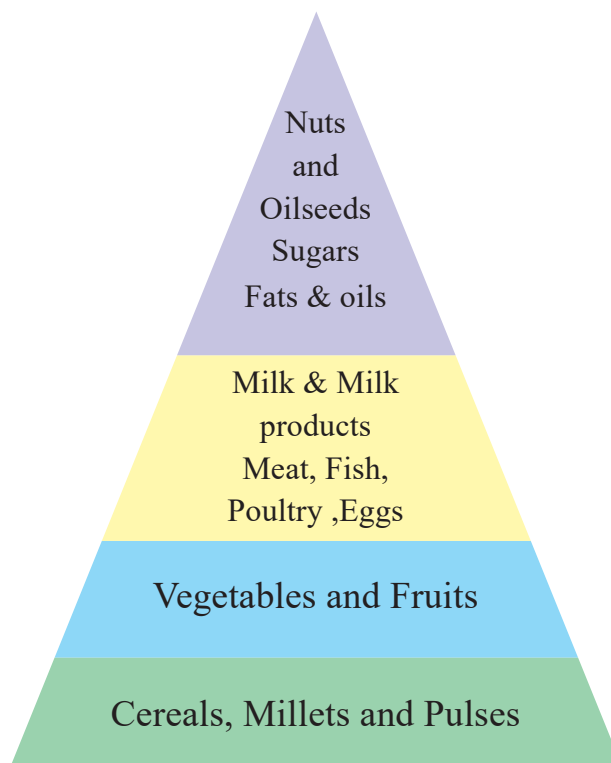 Nuts
and
Oilseeds
Sugars
Fats & oils
Milk & Milk
products
Meat, Fish,
Poultry ,Eggs
Vegetables and Fruits
Cereals, Millets and Pulses